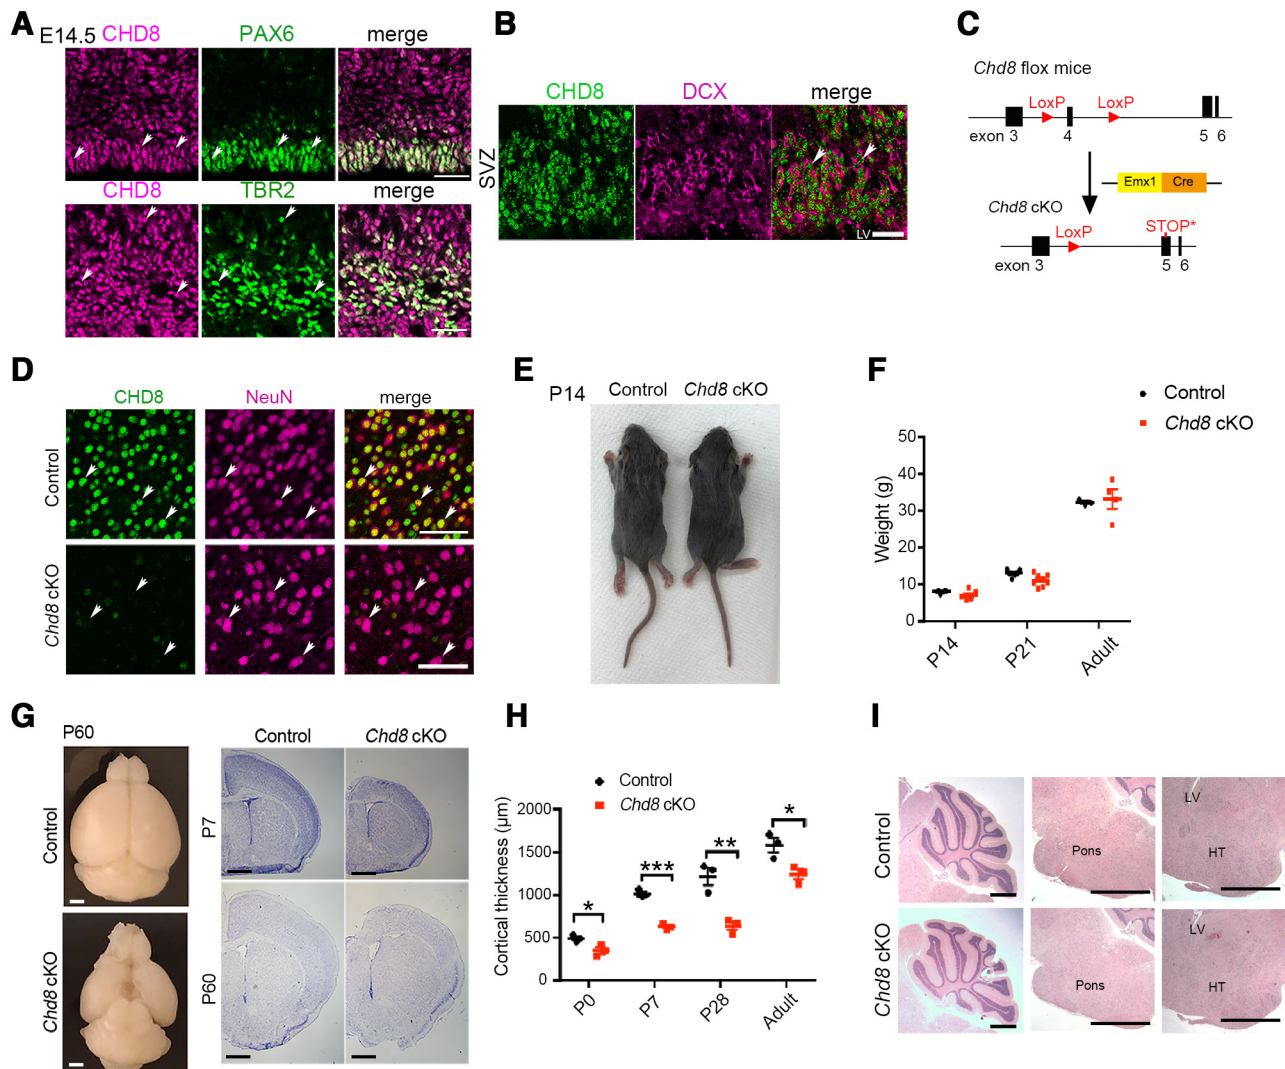 A
E14.5 CHD8 PAX6 merge
CHD8 TBR2 merge
B
CHD8 DCX merge
SVZ
LV
C
Chd8 flox mice
LoxP LoxP
exon 3 4 5 6
Emx1 Cre
Chd8 cKO
LoxP STOP*
exon 3 5 6
D
CHD8 NeuN merge
Control
Chd8 cKO
E
P14 Control Chd8 cKO
F
Control
Chd8 cKO
Weight (g)
50
40
30
20
10
0
P14 P21 Adult
G
P60
Control Chd8 cKO
Control
Chd8 cKO
P7
P60
H
Control
Chd8 cKO
Cortical thickness (μm)
2000
1500
1000
500
0
* *** ** *
P0 P7 P28 Adult
I
Control
Pons
LV
HT
Chd8 cKO
Pons
LV
HT